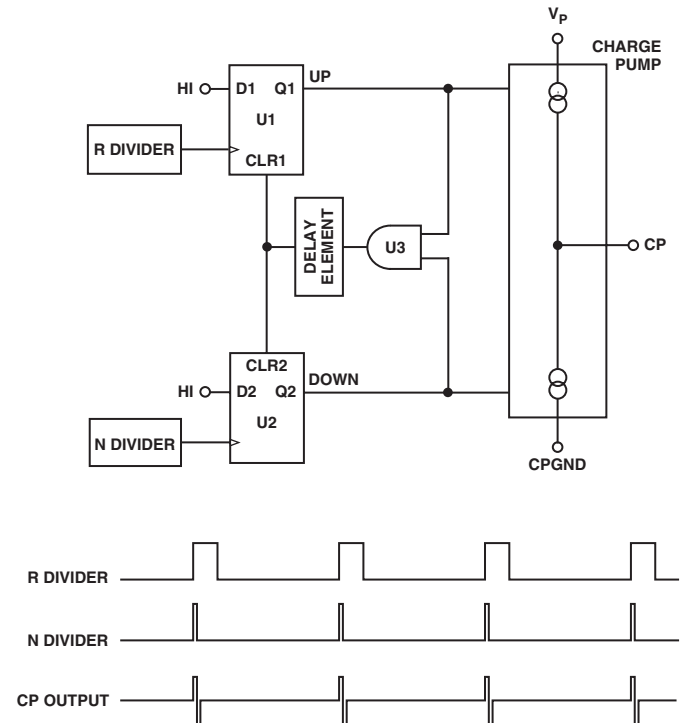 VP
CHARGE
PUMP
HI
D1 Q1
UP
U1
R DIVIDER
CLR1
DELAY
ELEMENT
U3
CP
CLR2
HI
D2 Q2
DOWN
U2
N DIVIDER
CPGND
R DIVIDER
N DIVIDER
CP OUTPUT